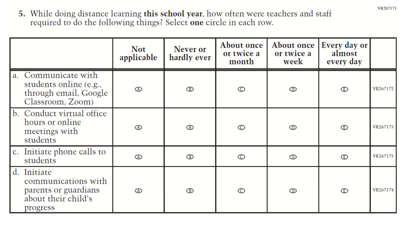 VR267171
5. While doing distance learning this school year, how often were teachers and staff
required to do the following things? Select one circle in each row.
Not
applicable
Never or
hardly ever
About once
or twice a
month
About once
or twice a
week
Every day or
almost
every day
a. Communicate with
students online (e.g.,
through email, Google
Classroom, Zoom)
A B C D E VR267172
b. Conduct virtual office
hours or online
meetings with
students
A B C D E VR267173
c. Initiate phone calls to
students
A B C D E VR267175
d. Initiate
communications with
parents or guardians
about their child's
progress
A B C D E VR267174